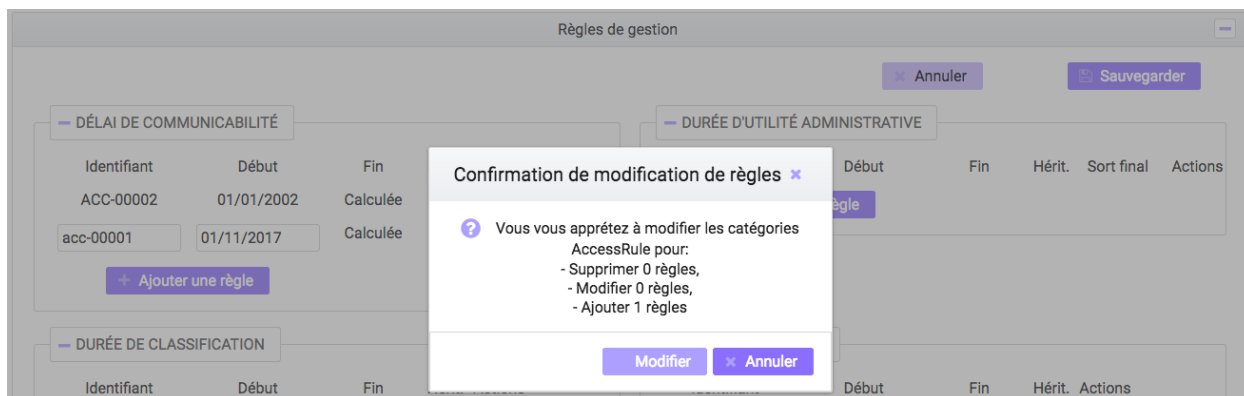 Règles de gestion
Annuler
Sauvegarder
DÉLAI DE COMMUNICABILITÉ
DURÉE D'UTILITÉ ADMINISTRATIVE
Identifiant Début Fin
Début Fin Hérit. Sort final Actions
ACC-00002 01/01/2002 Calculée
acc-00001 01/11/2017 Calculée
Ajouter une règle
Confirmation de modification de règles
Vous vous apprétez à modifier les catégories
AccessRule pour:
- Supprimer 0 règles,
- Modifier 0 règles,
- Ajouter 1 règles
Modifier
Annuler
DURÉE DE CLASSIFICATION
Identifiant Début Fin
Début Fin Hérit. Actions